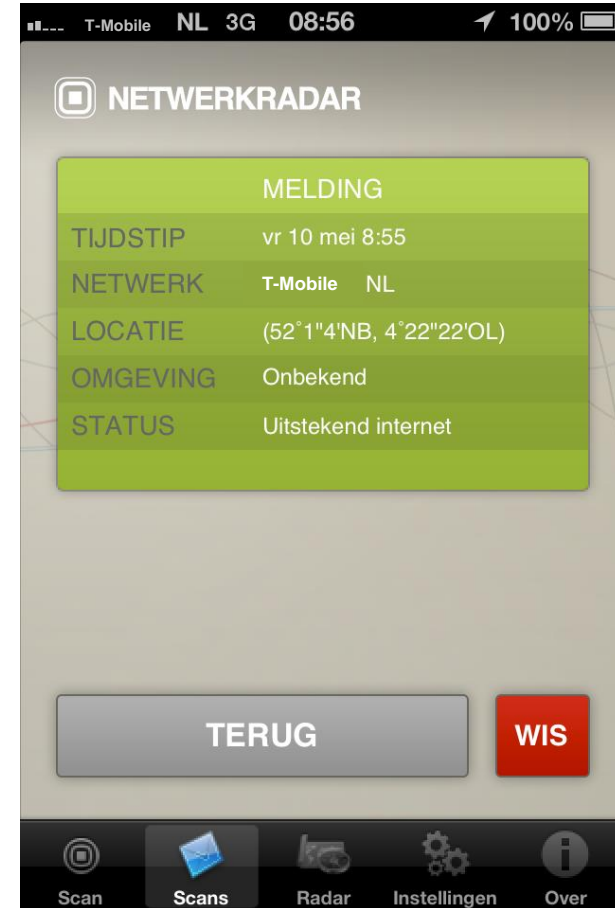 T-Mobile NL 3G 08:56 100%
NETWERKRADAR
MELDING
TIJDSTIP vr 10 mei 8:55
NETWERK T-Mobile NL
LOCATIE (52°1"4'NB, 4°22"22'OL)
OMGEVING Onbekend
STATUS Uitstekend internet
TERUG WIS
Scan Scans Radar Instellingen Over